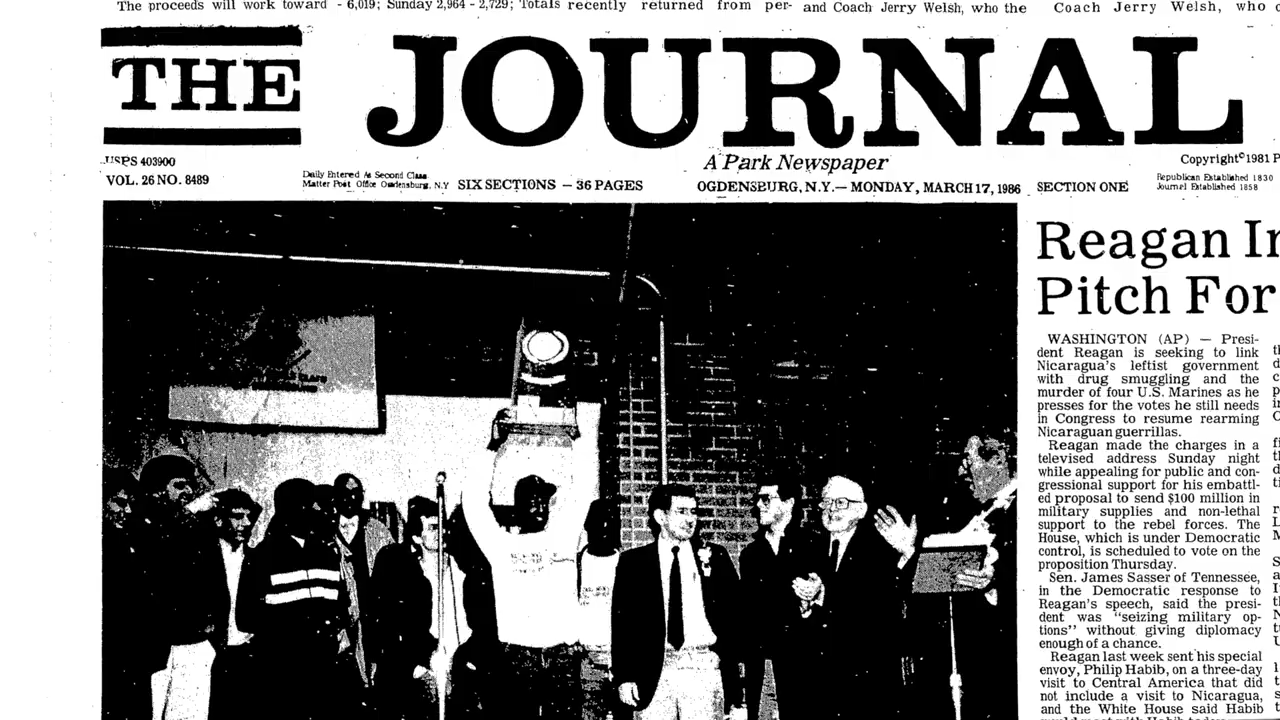 The proceeds will work toward - 6,019; Sunday 2,964 - 2,729; Totals recently returned from per- and Coach Jerry Welsh, who the Coach Jerry Welsh, who
THE JOURNAL
USPS 403900
VOL. 26 NO. 8489
Daily Entered As Second Class
Matter Post Office Ogdensburg, N.Y
SIX SECTIONS — 36 PAGES
A Park Newspaper
OGDENSBURG, N.Y.— MONDAY, MARCH 17, 1986
SECTION ONE
Copyright©1981 P
Republican Established 1830
Journal Established 1858
Reagan In
Pitch For
WASHINGTON (AP) — Presi-
dent Reagan is seeking to link
Nicaragua's leftist government
with drug smuggling and the
murder of four U.S. Marines as he
presses for the votes he still needs
in Congress to resume rearming
Nicaraguan guerrillas.
Reagan made the charges in a
televised address Sunday night
while appealing for public and con-
gressional support for his embattl-
ed proposal to send $100 million in
military supplies and non-lethal
support to the rebel forces. The
House, which is under Democratic
control, is scheduled to vote on the
proposition Thursday.
Sen. James Sasser of Tennessee,
in the Democratic response to
Reagan's speech, said the presi-
dent was "seizing military op-
tions" without giving diplomacy
enough of a chance.
Reagan last week sent his special
envoy, Philip Habib, on a three-day
visit to Central America that did
not include a visit to Nicaragua,
and the White House said Habib